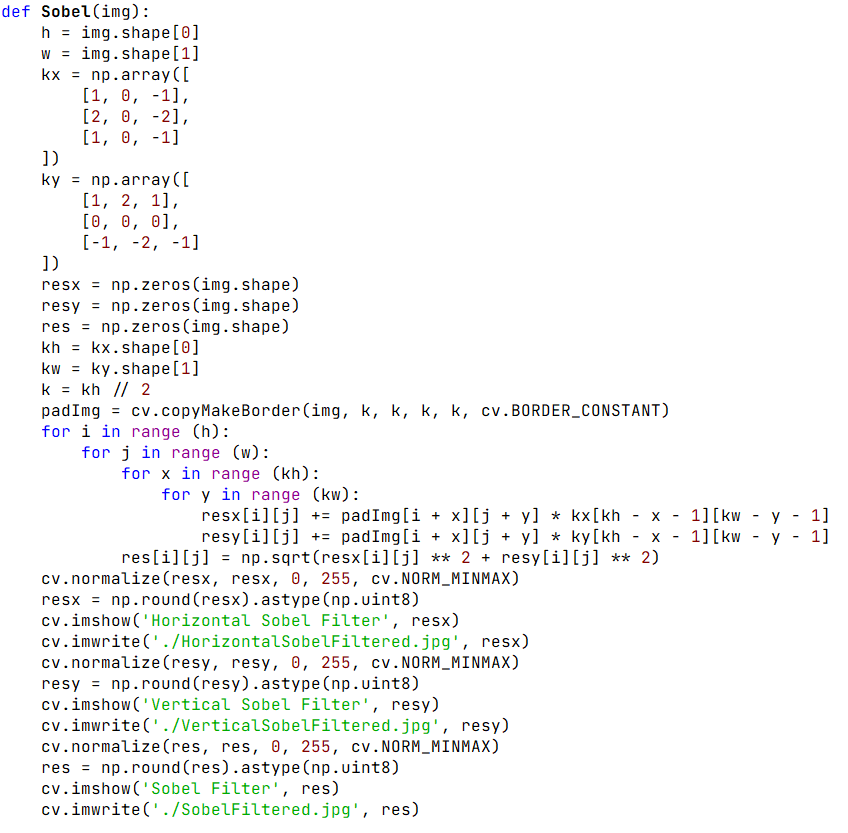 def Sobel(img):
    h = img.shape[0]
    w = img.shape[1]
    kx = np.array([
        [1, 0, -1],
        [2, 0, -2],
        [1, 0, -1]
    ])
    ky = np.array([
        [1, 2, 1],
        [0, 0, 0],
        [-1, -2, -1]
    ])
    resx = np.zeros(img.shape)
    resy = np.zeros(img.shape)
    res = np.zeros(img.shape)
    kh = kx.shape[0]
    kw = ky.shape[1]
    k = kh // 2
    padImg = cv.copyMakeBorder(img, k, k, k, k, cv.BORDER_CONSTANT)
    for i in range (h):
        for j in range (w):
            for x in range (kh):
                for y in range (kw):
                    resx[i][j] += padImg[i + x][j + y] * kx[kh - x - 1][kw - y - 1]
                    resy[i][j] += padImg[i + x][j + y] * ky[kh - x - 1][kw - y - 1]
            res[i][j] = np.sqrt(resx[i][j] ** 2 + resy[i][j] ** 2)
    cv.normalize(resx, resx, 0, 255, cv.NORM_MINMAX)
    resx = np.round(resx).astype(np.uint8)
    cv.imshow('Horizontal Sobel Filter', resx)
    cv.imwrite('./HorizontalSobelFiltered.jpg', resx)
    cv.normalize(resy, resy, 0, 255, cv.NORM_MINMAX)
    resy = np.round(resy).astype(np.uint8)
    cv.imshow('Vertical Sobel Filter', resy)
    cv.imwrite('./VerticalSobelFiltered.jpg', resy)
    cv.normalize(res, res, 0, 255, cv.NORM_MINMAX)
    res = np.round(res).astype(np.uint8)
    cv.imshow('Sobel Filter', res)
    cv.imwrite('./SobelFiltered.jpg', res)